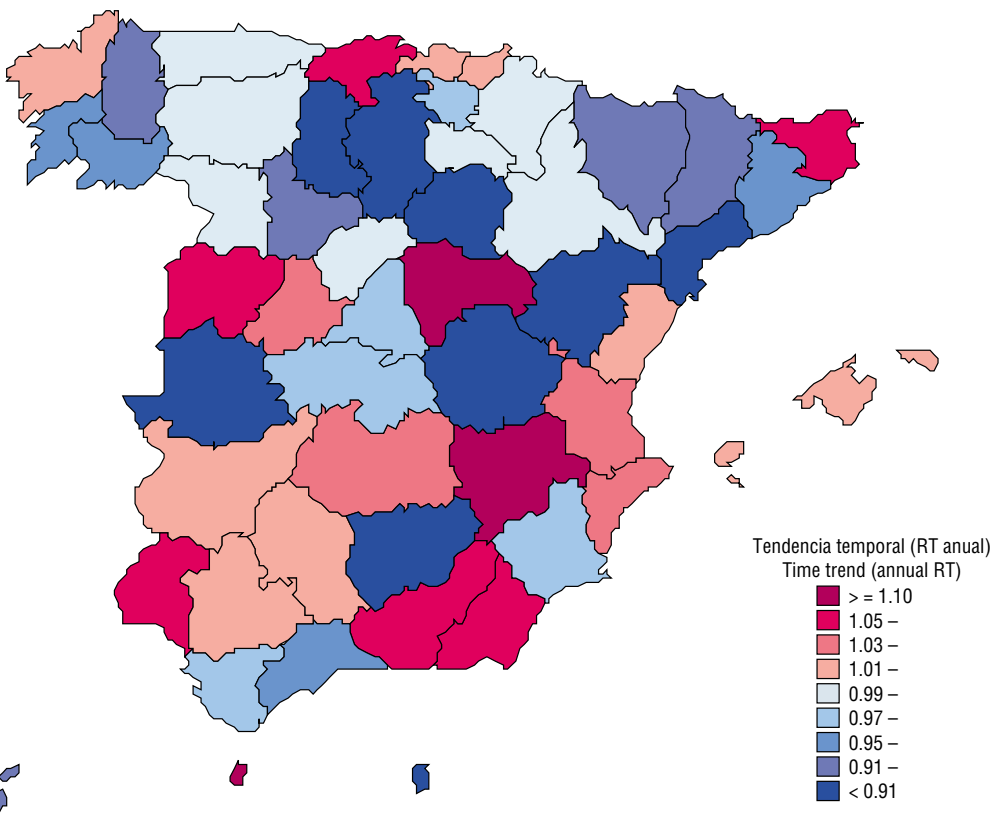 Tendencia temporal (RT anual)
Time trend (annual RT)
> = 1.10
1.05 –
1.03 –
1.01 –
0.99 –
0.97 –
0.95 –
0.91 –
< 0.91